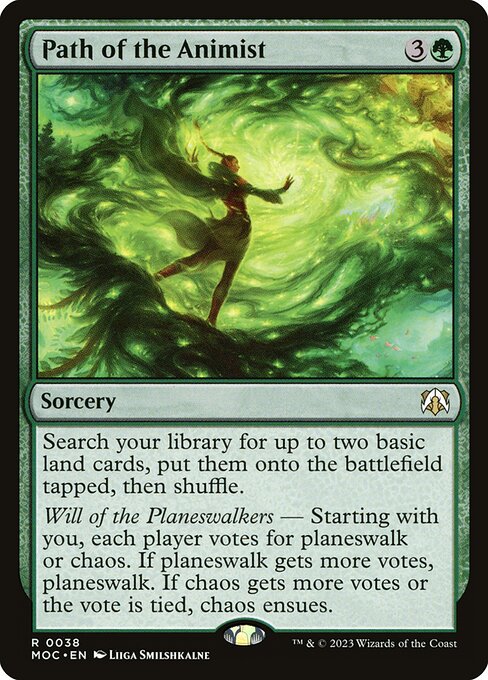 Path of the Animist 3
Sorcery
Search your library for up to two basic
land cards, put them onto the battlefield
tapped, then shuffle.
Will of the Planeswalkers — Starting with
you, each player votes for planeswalk
or chaos. If planeswalk gets more votes,
planeswalk. If chaos gets more votes or
the vote is tied, chaos ensues.
R 0038
MOC • EN LIIGA SMILSHKALNE
™ & © 2023 Wizards of the Coast